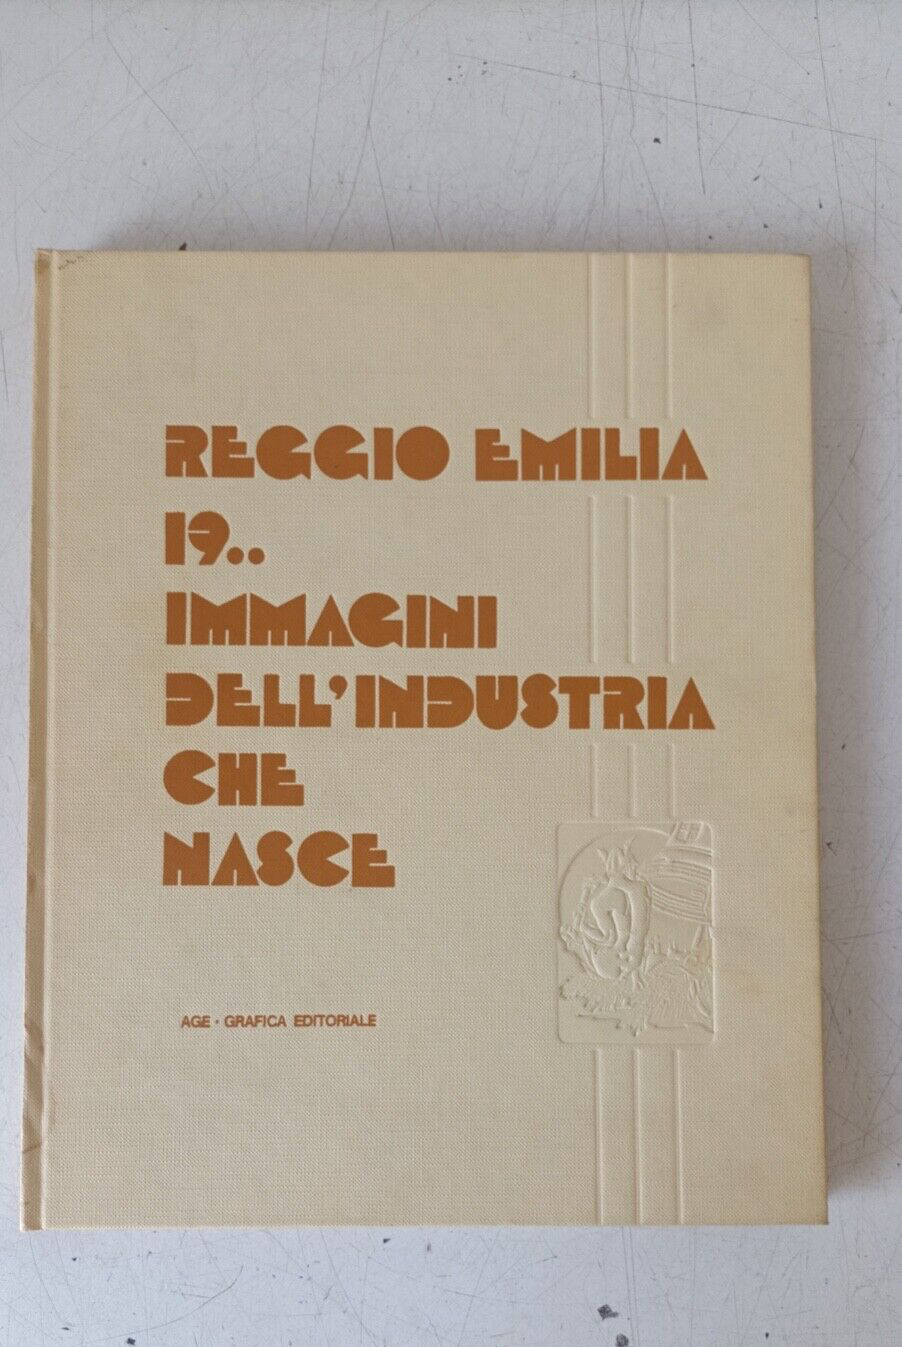 REGGIO EMILIA
19..
IMMAGINI
DELL'INDUSTRIA
CHE
NASCE
AGE · GRAFICA EDITORIALE